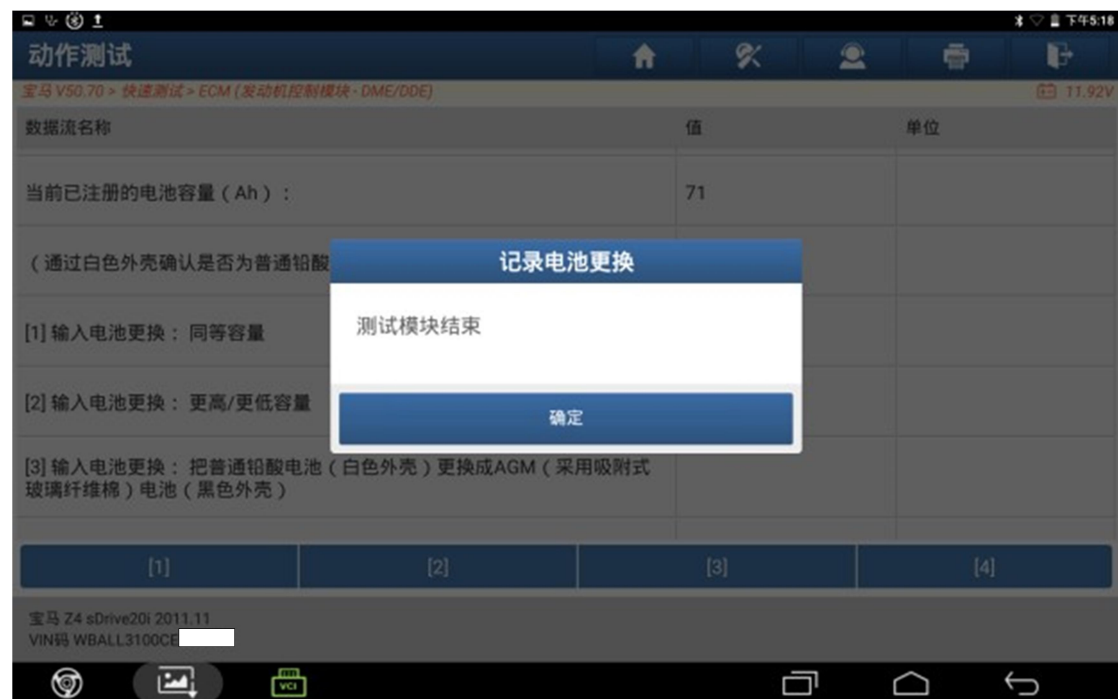 下午5:18
动作测试
宝马 V50.70 > 快速测试 > ECM (发动机控制模块 - DME/DDE)
11.92V
数据流名称
值
单位
当前已注册的电池容量（Ah）：
71
（通过白色外壳确认是否为普通铅酸
记录电池更换
测试模块结束
确定
[1] 输入电池更换： 同等容量
[2] 输入电池更换： 更高/更低容量
[3] 输入电池更换： 把普通铅酸电池（白色外壳）更换成AGM（采用吸附式
玻璃纤维棉）电池（黑色外壳）
[1]
[2]
[3]
[4]
宝马 Z4 sDrive20i 2011.11
VIN码 WBALL3100CE
VCI